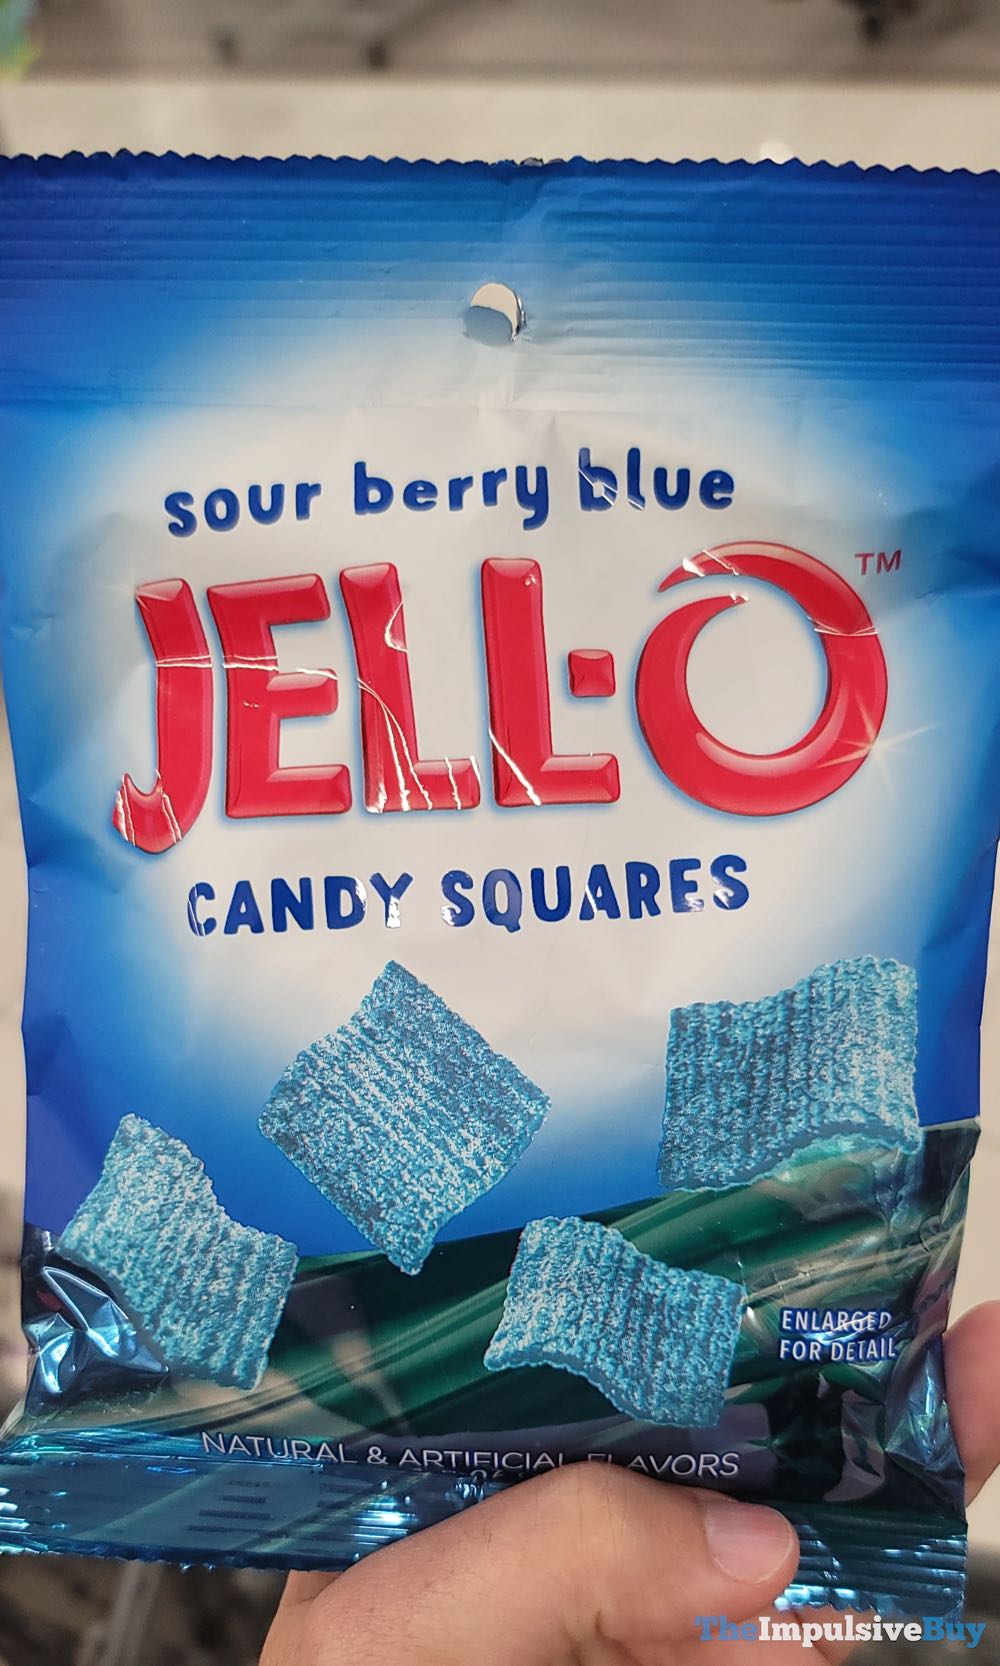 sour berry blue
JELL-O™
CANDY SQUARES
ENLARGED
FOR DETAIL
NATURAL & ARTIFICIAL FLAVORS
TheImpulsiveBuy